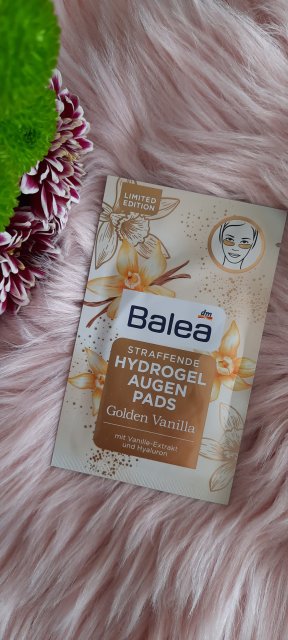 LIMITED
EDITION
dm
Balea
STRAFFENDE
HYDROGEL
AUGEN
PADS
Golden Vanilla
mit Vanille-Extrakt
und Hyaluron